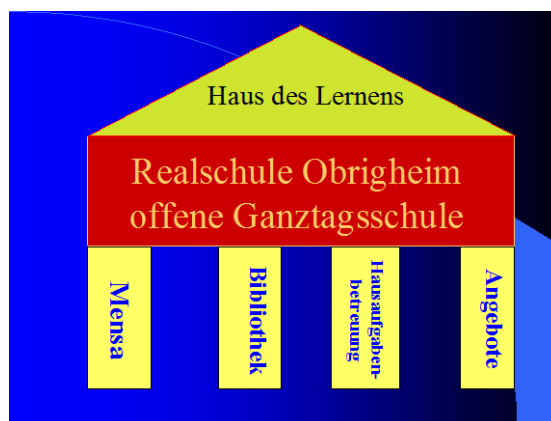 Haus des Lernens
Realschule Obrigheim
offene Ganztagsschule
Mensa
Bibliothek
Hausaufgaben-
betreuung
Angebote